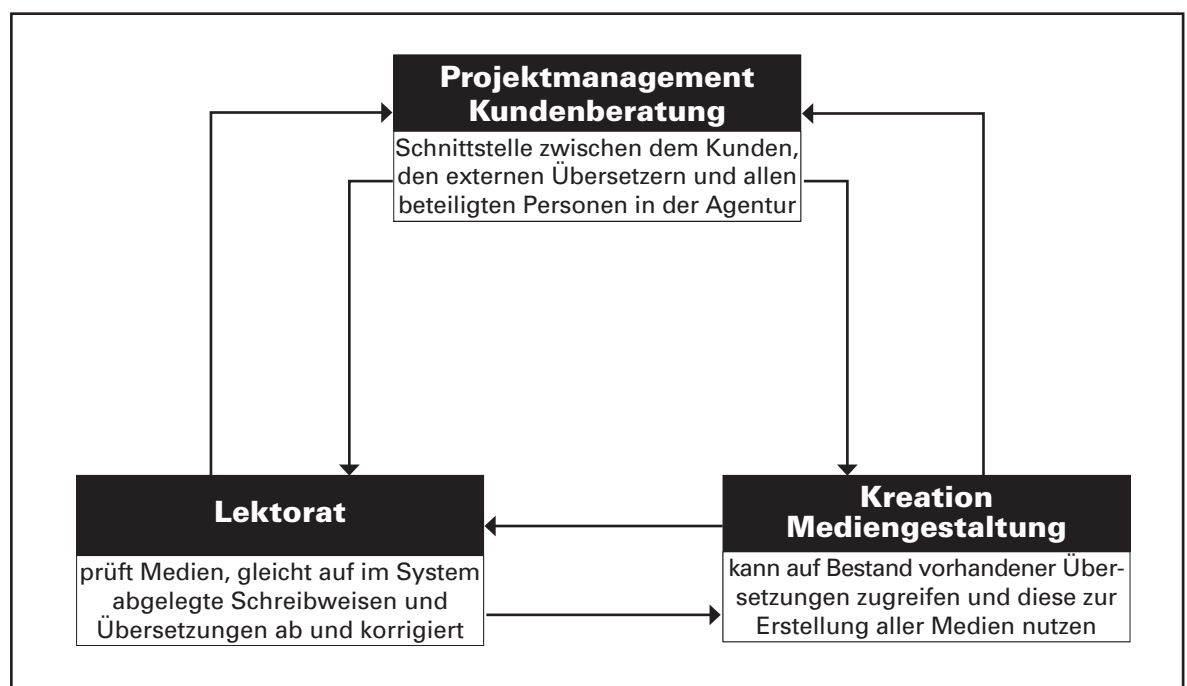 Projektmanagement
Kundenberatung
Schnittstelle zwischen dem Kunden,
den externen Übersetzern und allen
beteiligten Personen in der Agentur
Lektorat
prüft Medien, gleicht auf im System
abgelegte Schreibweisen und
Übersetzungen ab und korrigiert
Kreation
Mediengestaltung
kann auf Bestand vorhandener Über-
setzungen zugreifen und diese zur
Erstellung aller Medien nutzen